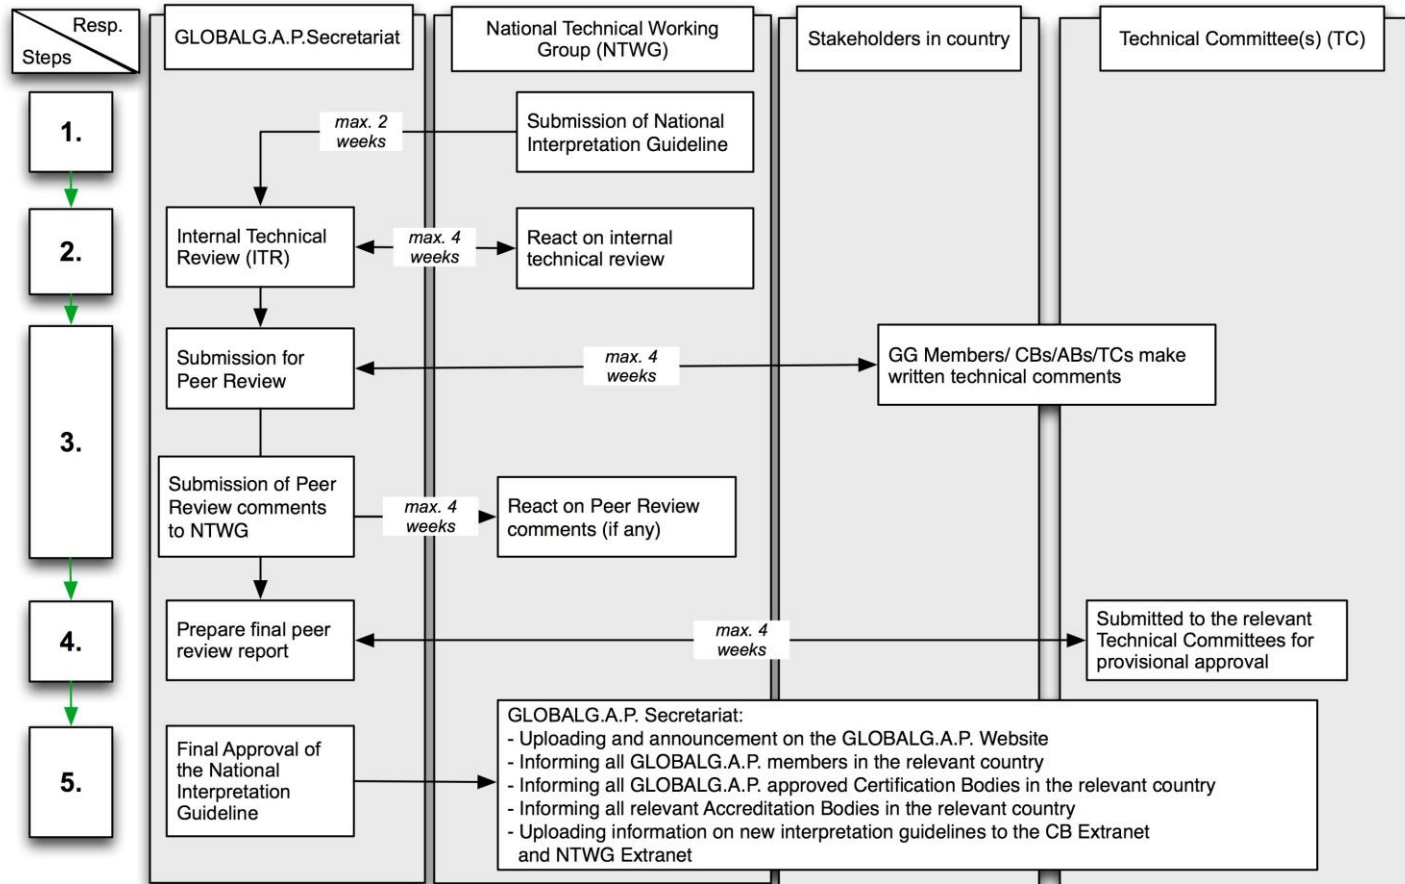 Resp.
Steps
GLOBALG.A.P.Secretariat
National Technical Working
Group (NTWG)
Stakeholders in country
Technical Committee(s) (TC)
1.
max. 2
weeks
Submission of National
Interpretation Guideline
2.
Internal Technical
Review (ITR)
max. 4
weeks
React on internal
technical review
3.
Submission for
Peer Review
max. 4
weeks
GG Members/ CBs/ABs/TCs make
written technical comments
Submission of Peer
Review comments
to NTWG
max. 4
weeks
React on Peer Review
comments (if any)
4.
Prepare final peer
review report
max. 4
weeks
Submitted to the relevant
Technical Committees for
provisional approval
5.
Final Approval of
the National
Interpretation
Guideline
GLOBALG.A.P. Secretariat:
- Uploading and announcement on the GLOBALG.A.P. Website
- Informing all GLOBALG.A.P. members in the relevant country
- Informing all GLOBALG.A.P. approved Certification Bodies in the relevant country
- Informing all relevant Accreditation Bodies in the relevant country
- Uploading information on new interpretation guidelines to the CB Extranet
and NTWG Extranet